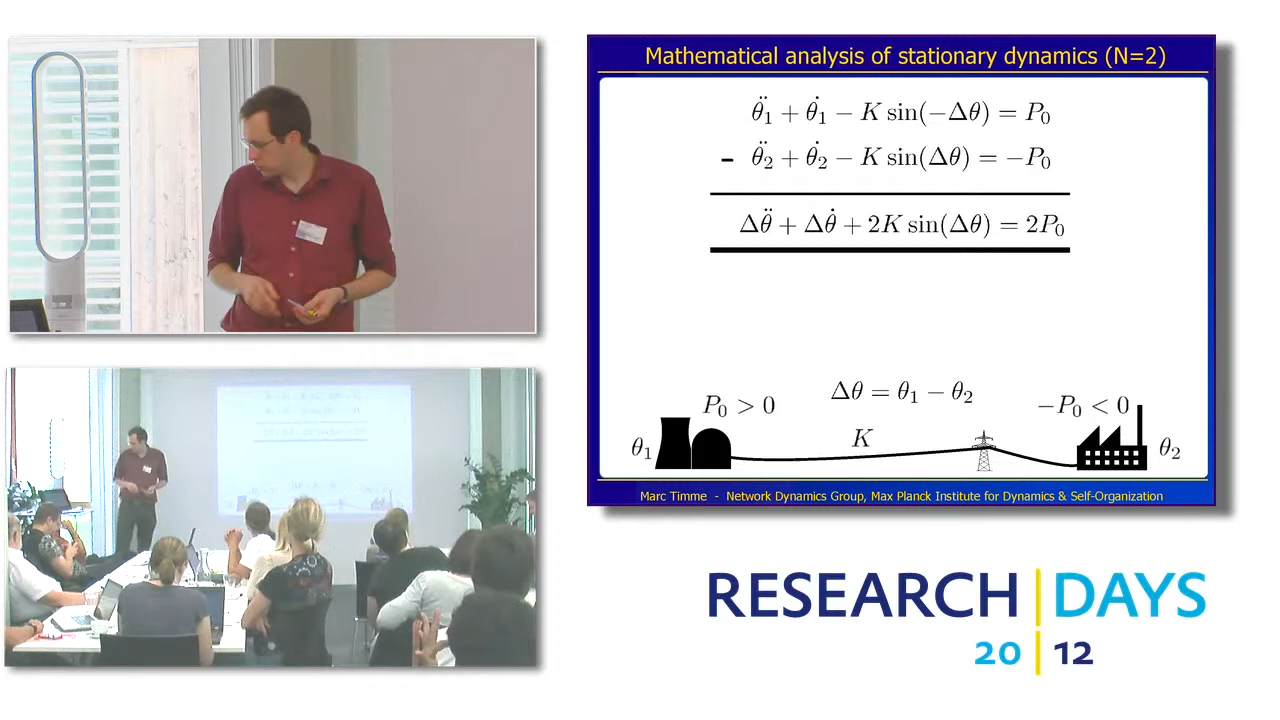 Mathematical analysis of stationary dynamics (N=2)
θ̈₁ + θ̇₁ − K sin(−Δθ) = P₀
- θ̈₂ + θ̇₂ − K sin(Δθ) = −P₀
Δθ̈ + Δθ̇ + 2K sin(Δθ) = 2P₀
Δθ = θ₁ − θ₂
P₀ > 0
−P₀ < 0
θ₁
K
θ₂
Marc Timme - Network Dynamics Group, Max Planck Institute for Dynamics & Self-Organization
RESEARCH DAYS
20 12